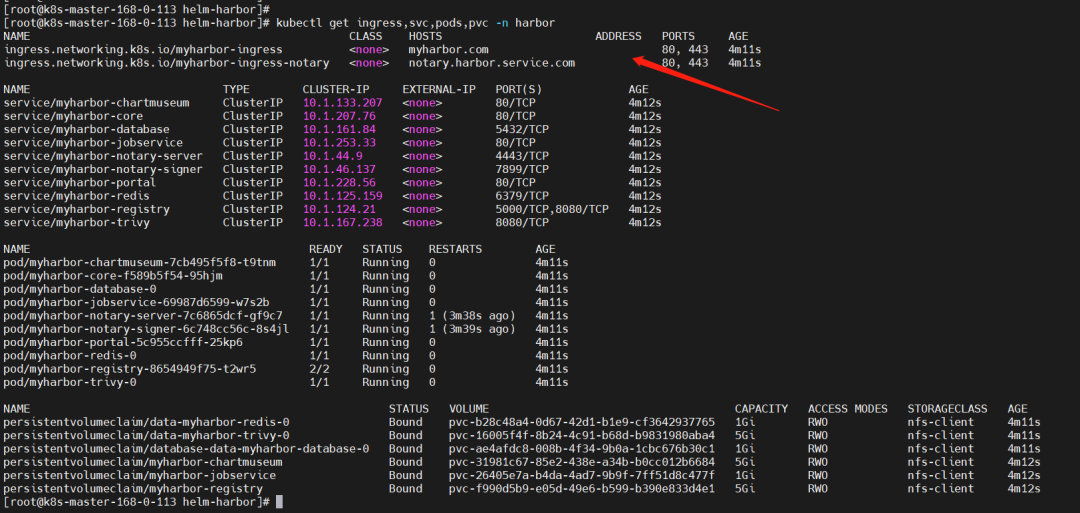 [root@k8s-master-168-0-113 helm-harbor]#
[root@k8s-master-168-0-113 helm-harbor]# kubectl get ingress,svc,pods,pvc -n harbor
NAME CLASS HOSTS ADDRESS PORTS AGE
ingress.networking.k8s.io/myharbor-ingress <none> myharbor.com 80, 443 4m11s
ingress.networking.k8s.io/myharbor-ingress-notary <none> notary.harbor.service.com 80, 443 4m11s
NAME TYPE CLUSTER-IP EXTERNAL-IP PORT(S) AGE
service/myharbor-chartmuseum ClusterIP 10.1.133.207 <none> 80/TCP 4m12s
service/myharbor-core ClusterIP 10.1.207.76 <none> 80/TCP 4m12s
service/myharbor-database ClusterIP 10.1.161.84 <none> 5432/TCP 4m12s
service/myharbor-jobservice ClusterIP 10.1.253.33 <none> 80/TCP 4m12s
service/myharbor-notary-server ClusterIP 10.1.44.9 <none> 4443/TCP 4m12s
service/myharbor-notary-signer ClusterIP 10.1.46.137 <none> 7899/TCP 4m12s
service/myharbor-portal ClusterIP 10.1.228.56 <none> 80/TCP 4m12s
service/myharbor-redis ClusterIP 10.1.125.159 <none> 6379/TCP 4m12s
service/myharbor-registry ClusterIP 10.1.124.21 <none> 5000/TCP,8080/TCP 4m12s
service/myharbor-trivy ClusterIP 10.1.167.238 <none> 8080/TCP 4m12s
NAME READY STATUS RESTARTS AGE
pod/myharbor-chartmuseum-7cb495f5f8-t9tnm 1/1 Running 0 4m11s
pod/myharbor-core-f589b5f54-95hjm 1/1 Running 0 4m11s
pod/myharbor-database-0 1/1 Running 0 4m11s
pod/myharbor-jobservice-69987d6599-w7s2b 1/1 Running 0 4m11s
pod/myharbor-notary-server-7c6865dcf-gf9c7 1/1 Running 1 (3m38s ago) 4m11s
pod/myharbor-notary-signer-6c748cc56c-8s4jl 1/1 Running 1 (3m39s ago) 4m11s
pod/myharbor-portal-5c955ccfff-25kp6 1/1 Running 0 4m11s
pod/myharbor-redis-0 1/1 Running 0 4m11s
pod/myharbor-registry-8654949f75-t2wr5 2/2 Running 0 4m11s
pod/myharbor-trivy-0 1/1 Running 0 4m11s
NAME STATUS VOLUME CAPACITY ACCESS MODES STORAGECLASS AGE
persistentvolumeclaim/data-myharbor-redis-0 Bound pvc-b28c48a4-0d67-42d1-b1e9-cf3642937765 1Gi RWO nfs-client 4m11s
persistentvolumeclaim/data-myharbor-trivy-0 Bound pvc-16005f4f-8b24-4c91-b68d-b9831980aba4 5Gi RWO nfs-client 4m11s
persistentvolumeclaim/database-data-myharbor-database-0 Bound pvc-ae4afdc8-008b-4f34-9b0a-1cbc676b30c1 1Gi RWO nfs-client 4m11s
persistentvolumeclaim/myharbor-chartmuseum Bound pvc-31981c67-85e2-438e-a34b-b0cc012b6684 5Gi RWO nfs-client 4m12s
persistentvolumeclaim/myharbor-jobservice Bound pvc-26405e7a-b4da-4ad7-9b9f-7ff51d8c477f 1Gi RWO nfs-client 4m12s
persistentvolumeclaim/myharbor-registry Bound pvc-f990d5b9-e05d-49e6-b599-b390e833d4e1 5Gi RWO nfs-client 4m12s
[root@k8s-master-168-0-113 helm-harbor]#